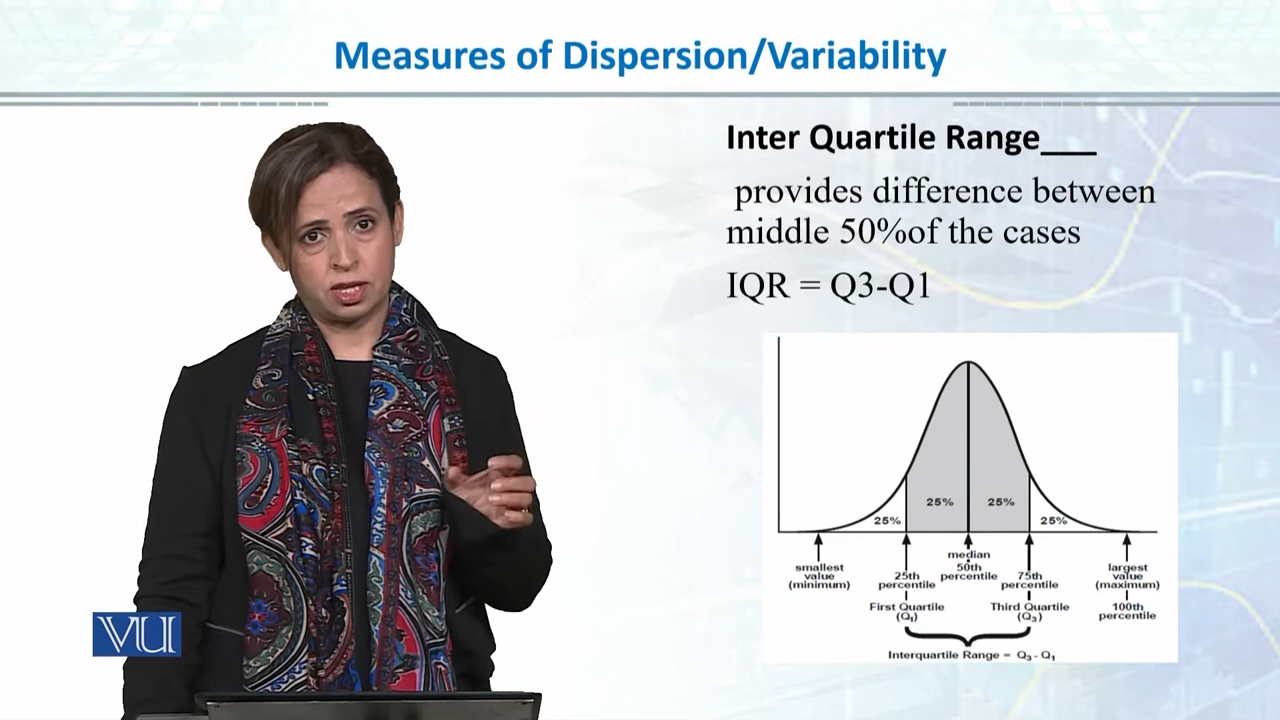 Measures of Dispersion/Variability
Inter Quartile Range___
provides difference between
middle 50%of the cases
IQR = Q3-Q1
25% 25% 25% 25%
smallest
value
(minimum)
25th
percentile
First Quartile
(Q1)
median
50th
percentile
75th
percentile
Third Quartile
(Q3)
largest
value
(maximum)
100th
percentile
Interquartile Range = Q3 - Q1
VU